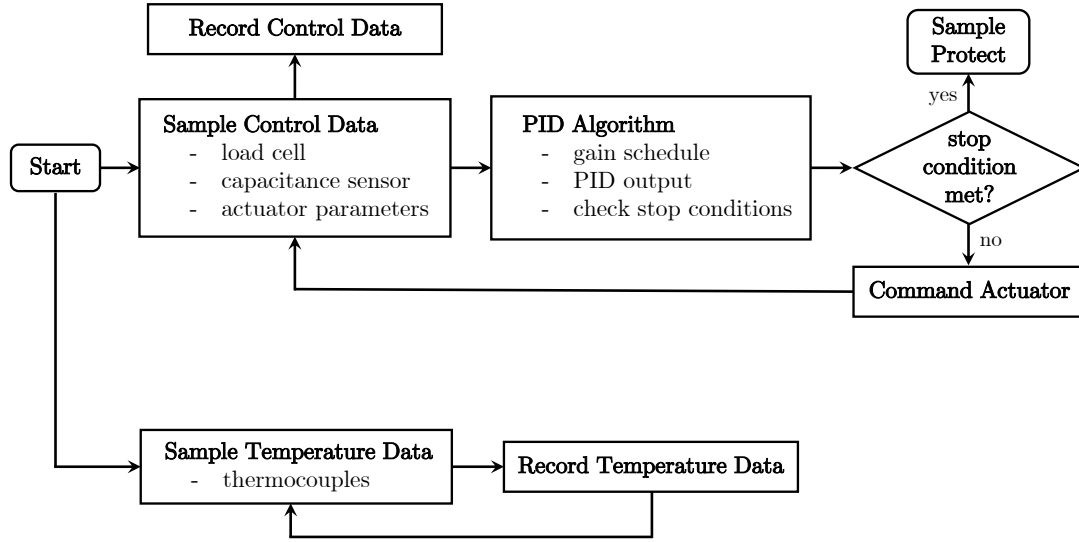 Record Control Data
Sample
Protect
yes
Start
Sample Control Data
- load cell
- capacitance sensor
- actuator parameters
PID Algorithm
- gain schedule
- PID output
- check stop conditions
stop
condition
met?
no
Command Actuator
Sample Temperature Data
- thermocouples
Record Temperature Data